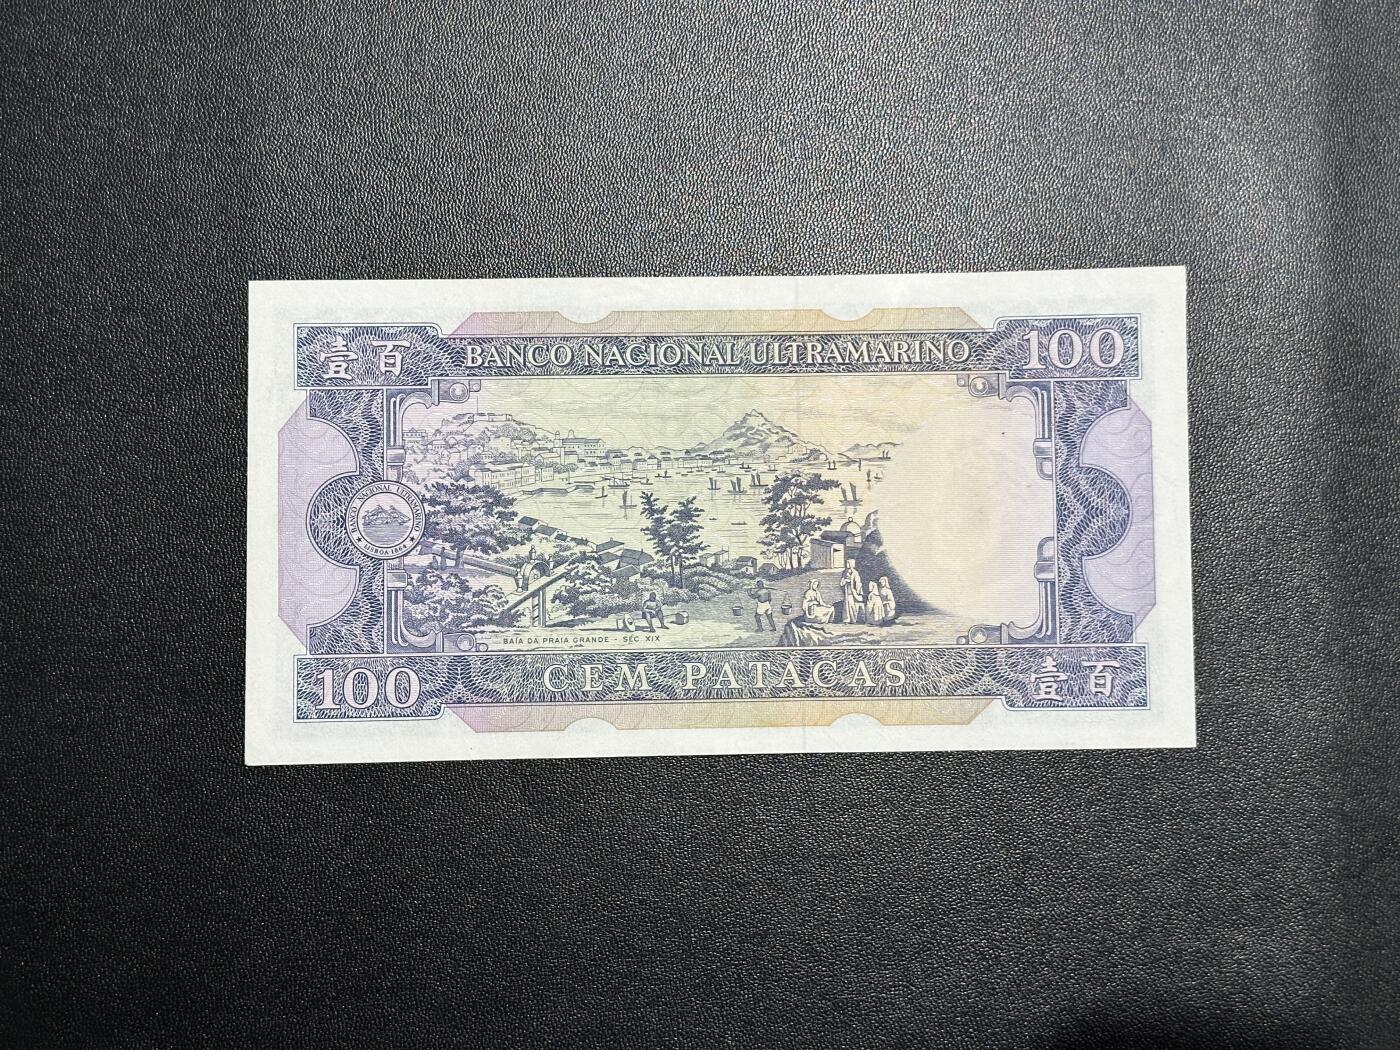 壹百 BANCO NACIONAL ULTRAMARINO 100
BANCO NACIONAL ULTRAMARINO
LISBOA 1864
BAÍA DA PRAIA GRANDE - SÉC. XIX
100 CEM PATACAS 壹百